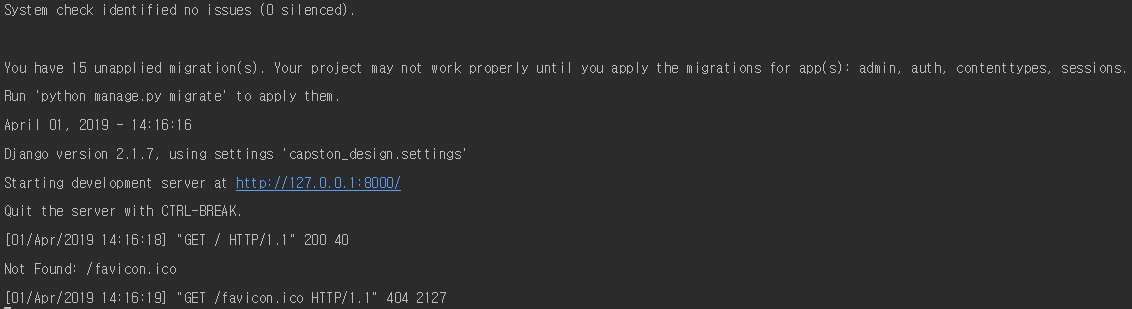 System check identified no issues (0 silenced).
You have 15 unapplied migration(s). Your project may not work properly until you apply the migrations for app(s): admin, auth, contenttypes, sessions.
Run 'python manage.py migrate' to apply them.
April 01, 2019 - 14:16:16
Django version 2.1.7, using settings 'capston_design.settings'
Starting development server at http://127.0.0.1:8000/
Quit the server with CTRL-BREAK.
[01/Apr/2019 14:16:18] "GET / HTTP/1.1" 200 40
Not Found: /favicon.ico
[01/Apr/2019 14:16:19] "GET /favicon.ico HTTP/1.1" 404 2127